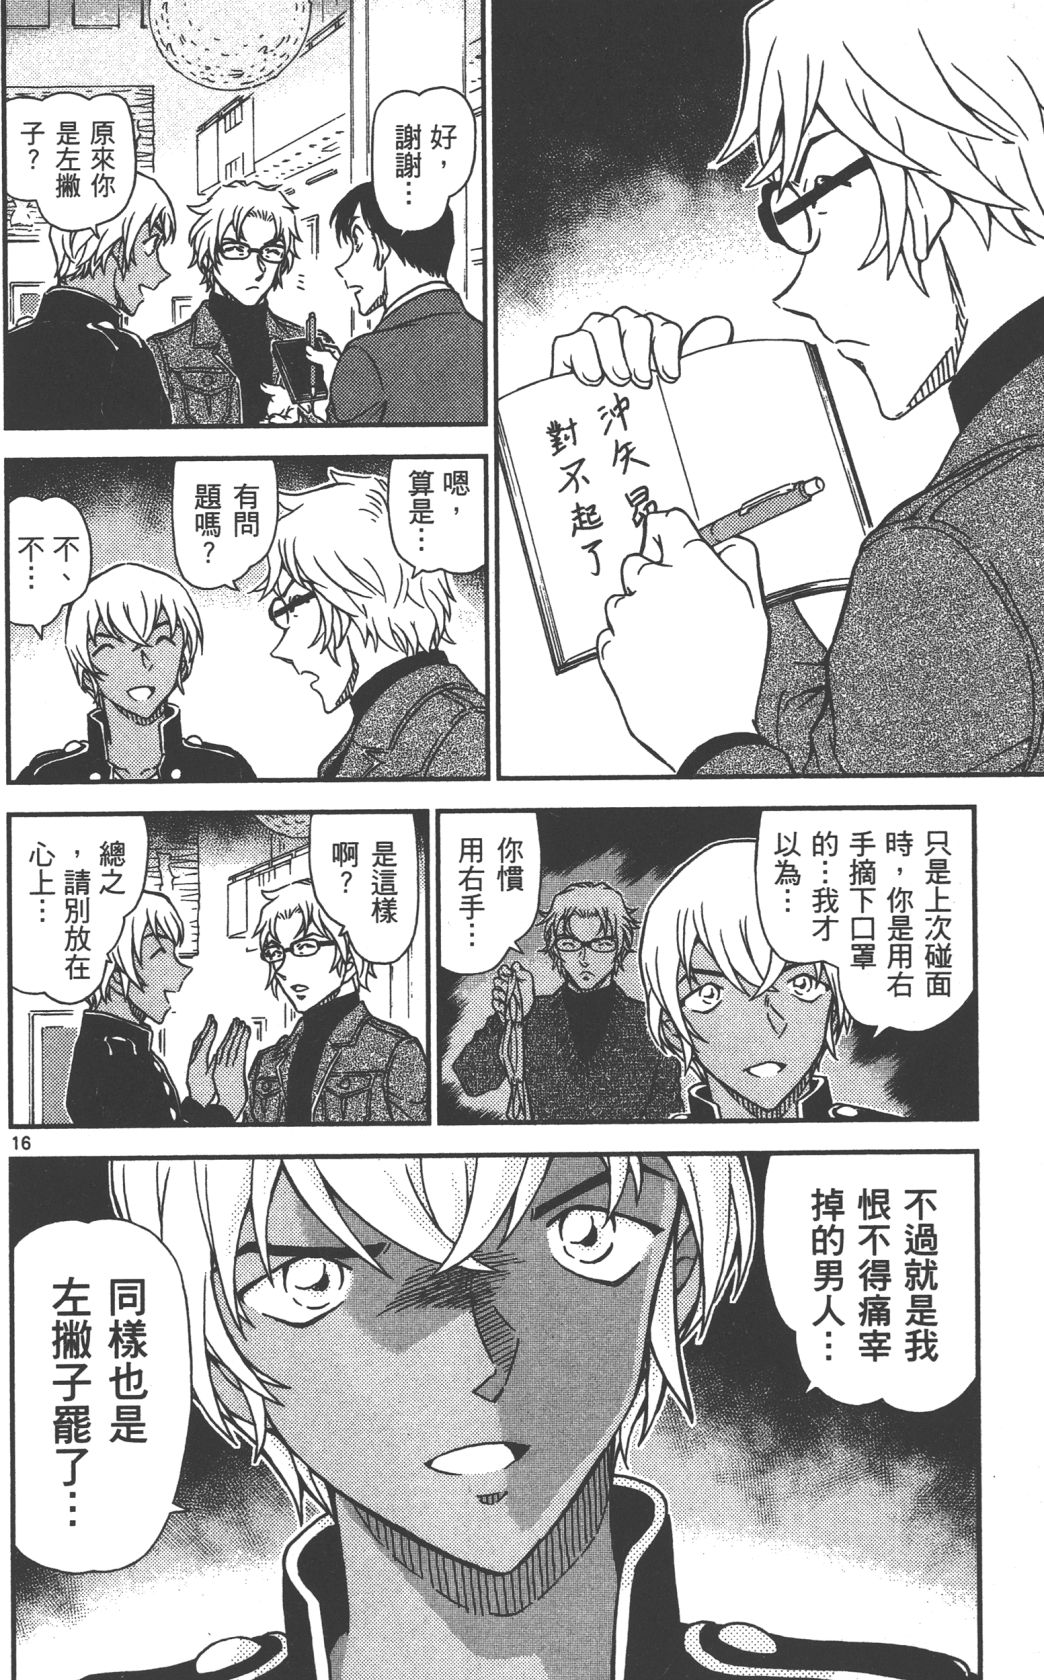 沖矢昴
對不起了
好，
謝謝…
原來你
是左撇
子？
嗯，
算是…
有問
題嗎？
不、
不…
只是上次碰面
時，你是用右
手摘下口罩
的…我才
以為…
你慣
用右手…
是這樣
啊？
總之
，請別放在
心上…
16
不過就是我
恨不得痛宰
掉的男人…
同樣也是
左撇子罷了…